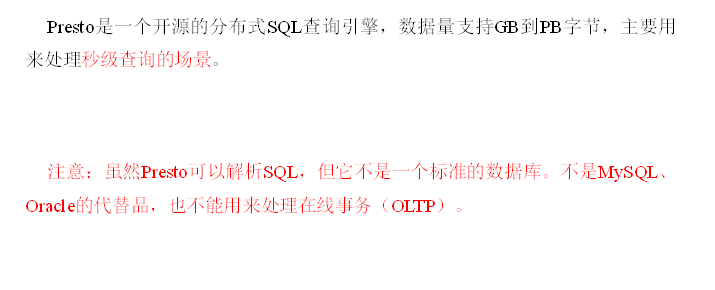 Presto是一个开源的分布式SQL查询引擎，数据量支持GB到PB字节，主要用
来处理秒级查询的场景。
注意：虽然Presto可以解析SQL，但它不是一个标准的数据库。不是MySQL、
Oracle的代替品，也不能用来处理在线事务（OLTP）。